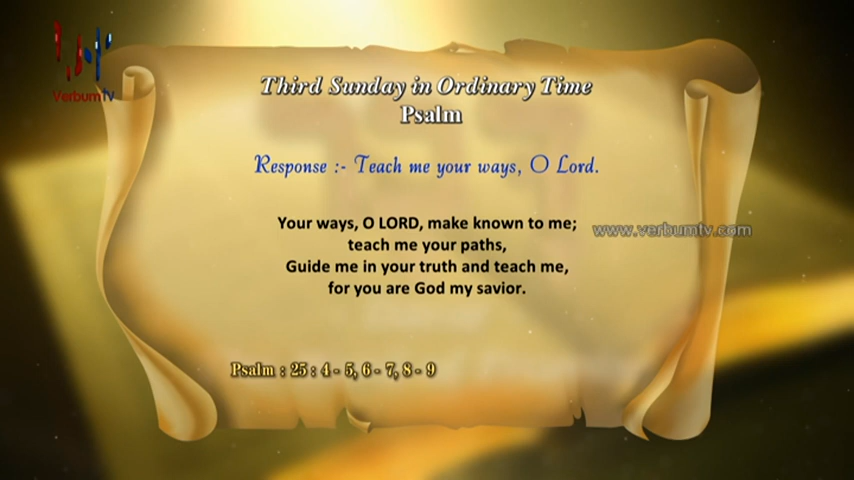 VerbumTV
Third Sunday in Ordinary Time
Psalm
Response :- Teach me your ways, O Lord.
Your ways, O LORD, make known to me;
www.verbumtv.com
teach me your paths,
Guide me in your truth and teach me,
for you are God my savior.
Psalm : 25 : 4 - 5, 6 - 7, 8 - 9